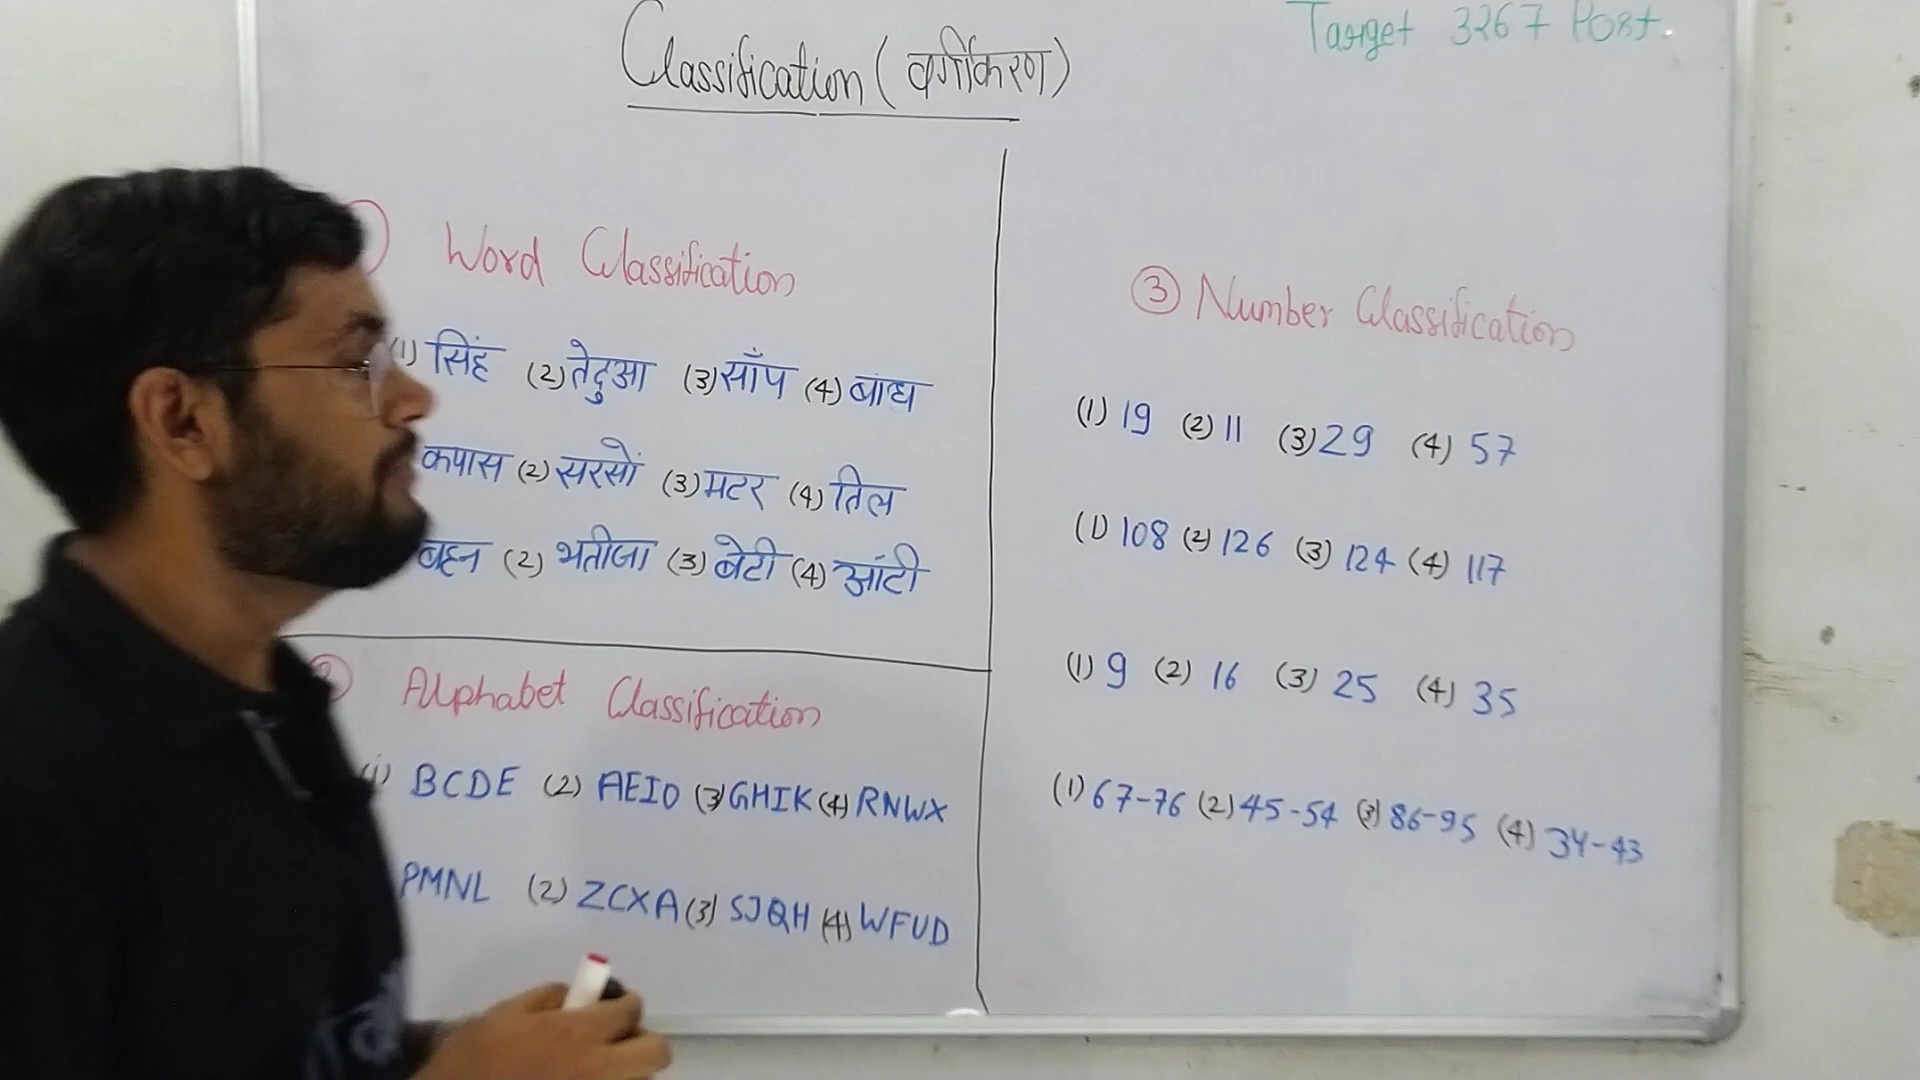 Classification (वर्गीकरण)
Target 3267 Post.
Word Classification
(1) सिंह (2) तेदुआ (3) साँप (4) बाघ
कपास (2) सरसों (3) मटर (4) तिल
बहन (2) भतीजा (3) बेटी (4) आंटी
② Alphabet Classification
(1) BCDE (2) AEIO (3) GHIK (4) RNWX
PMNL (2) ZCXA (3) SJQH (4) WFUD
③ Number Classification
(1) 19 (2) 11 (3) 29 (4) 57
(1) 108 (2) 126 (3) 124 (4) 117
(1) 9 (2) 16 (3) 25 (4) 35
(1) 67-76 (2) 45-54 (3) 86-95 (4) 34-43